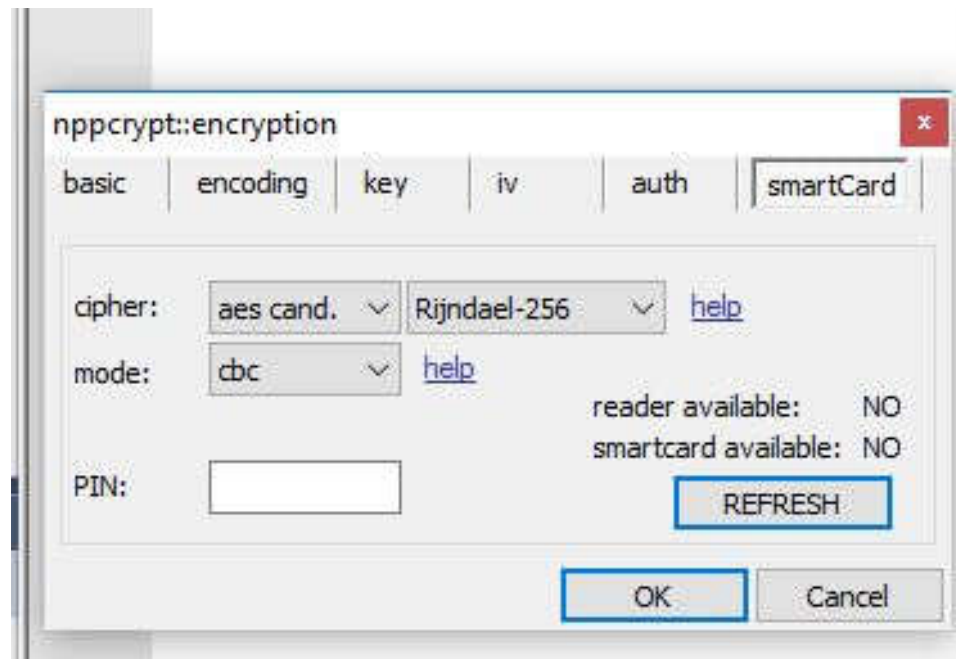 nppcrypt::encryption x
basic encoding key iv auth smartCard
cipher: aes cand. Rijndael-256 help
mode: cbc help
reader available: NO
smartcard available: NO
PIN: REFRESH
OK Cancel